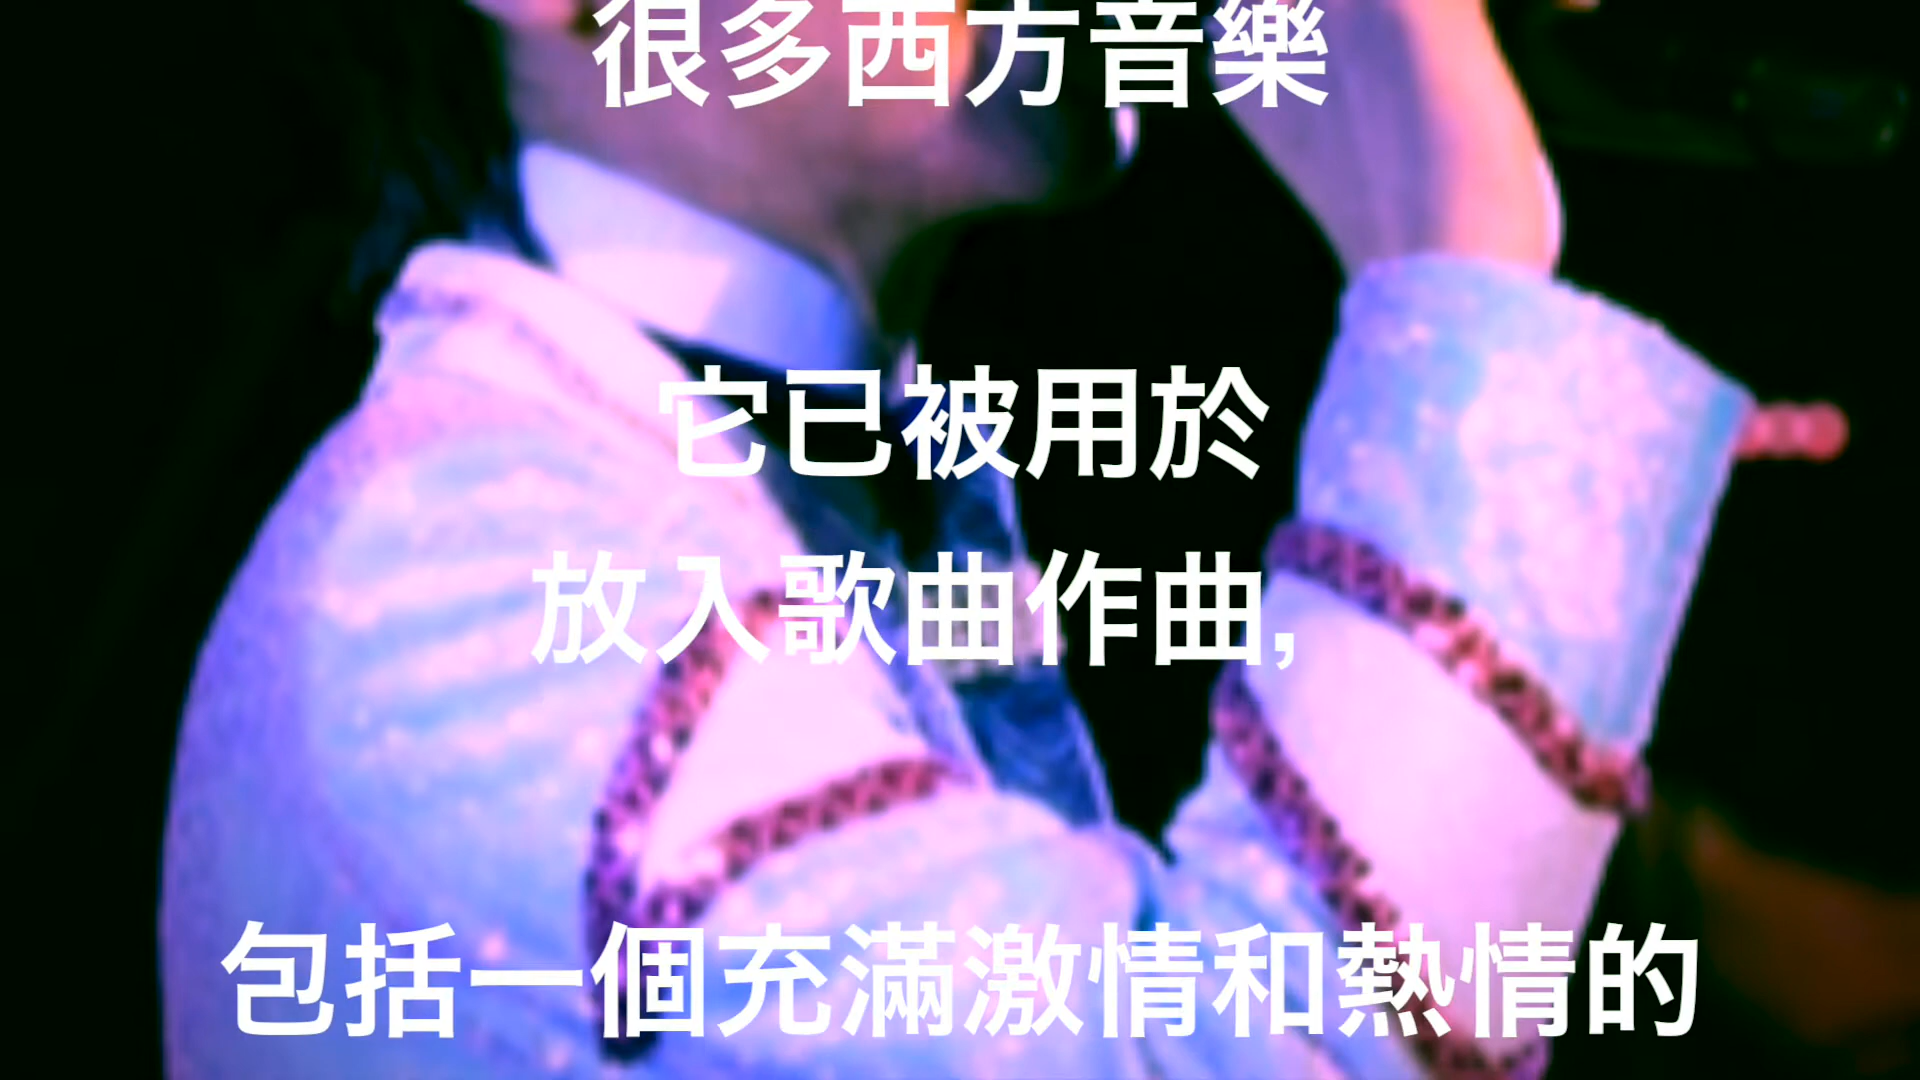 很多西方音樂
它已被用於
放入歌曲作曲,
包括一個充滿激情和熱情的